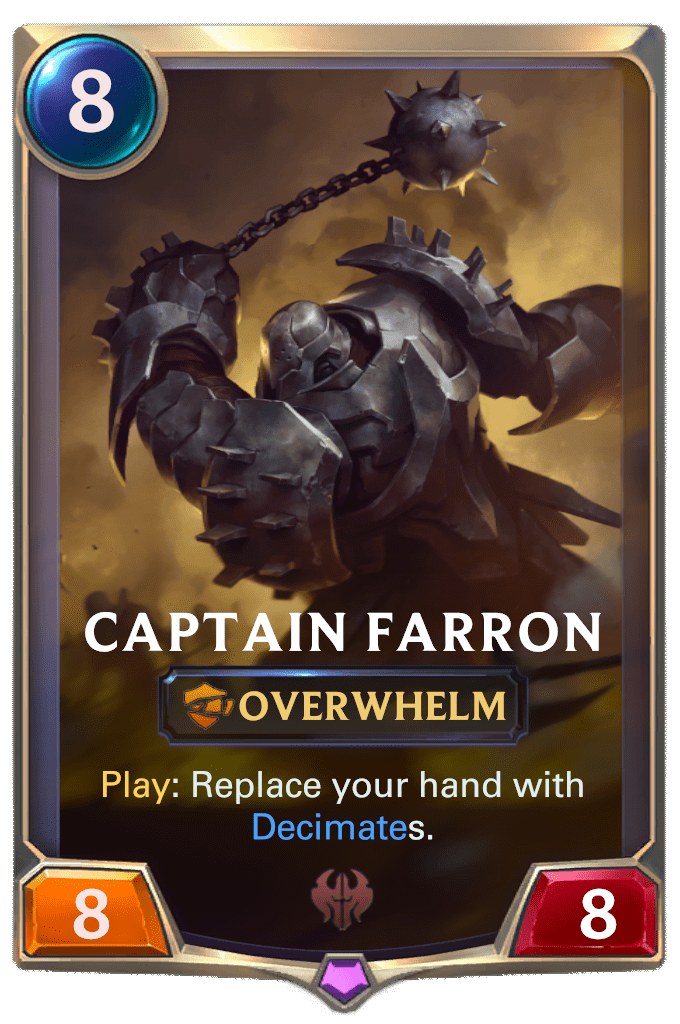 8
CAPTAIN FARRON
OVERWHELM
Play: Replace your hand with
Decimates.
8
8